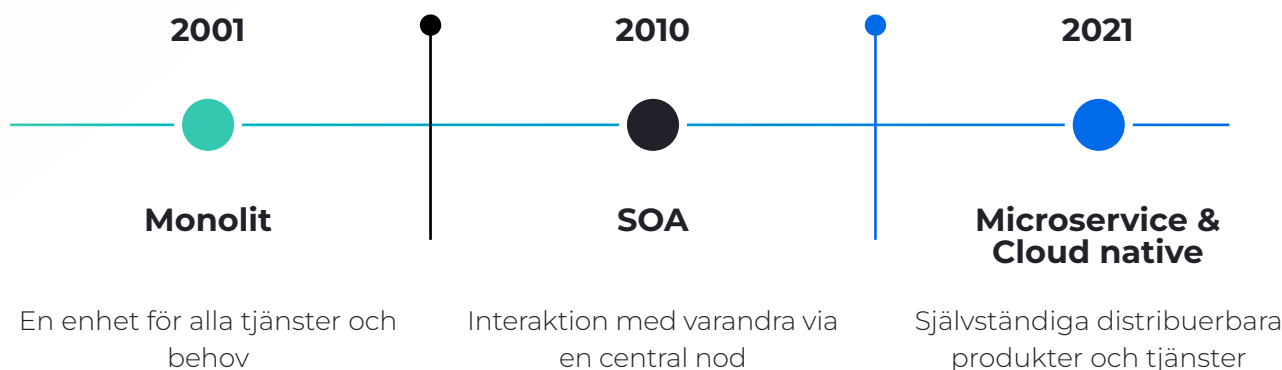 2001
2010
2021
Monolit
SOA
Microservice &
Cloud native
En enhet för alla tjänster och
behov
Interaktion med varandra via
en central nod
Självständiga distribuerbara
produkter och tjänster